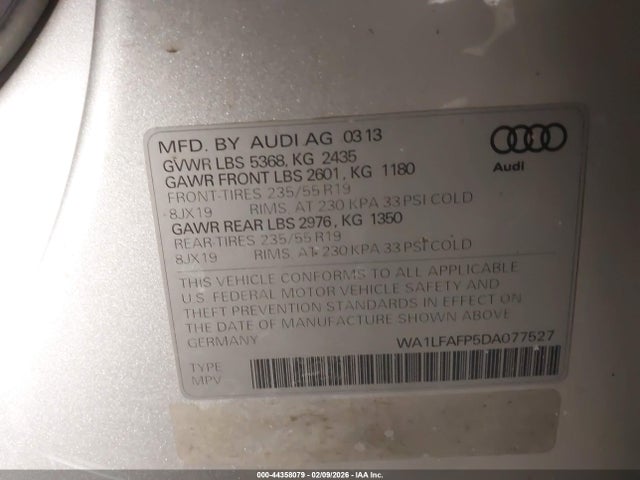 MFD. BY AUDI AG 03 13
GVWR LBS 5368, KG 2435
GAWR FRONT LBS 2601, KG 1180
FRONT-TIRES 235/55 R19
8JX19 RIMS, AT 230 KPA 33 PSI COLD
GAWR REAR LBS 2976, KG 1350
REAR TIRES 235/55 R19
8JX19 RIMS, AT 230 KPA 33 PSI COLD
Audi
THIS VEHICLE CONFORMS TO ALL APPLICABLE
U.S. FEDERAL MOTOR VEHICLE SAFETY AND
THEFT PREVENTION STANDARDS IN EFFECT ON
THE DATE OF MANUFACTURE SHOWN ABOVE
GERMANY
WA1LFAFP5DA077527
TYPE
MPV
000-44358079 - 02/09/2026 - IAA Inc.